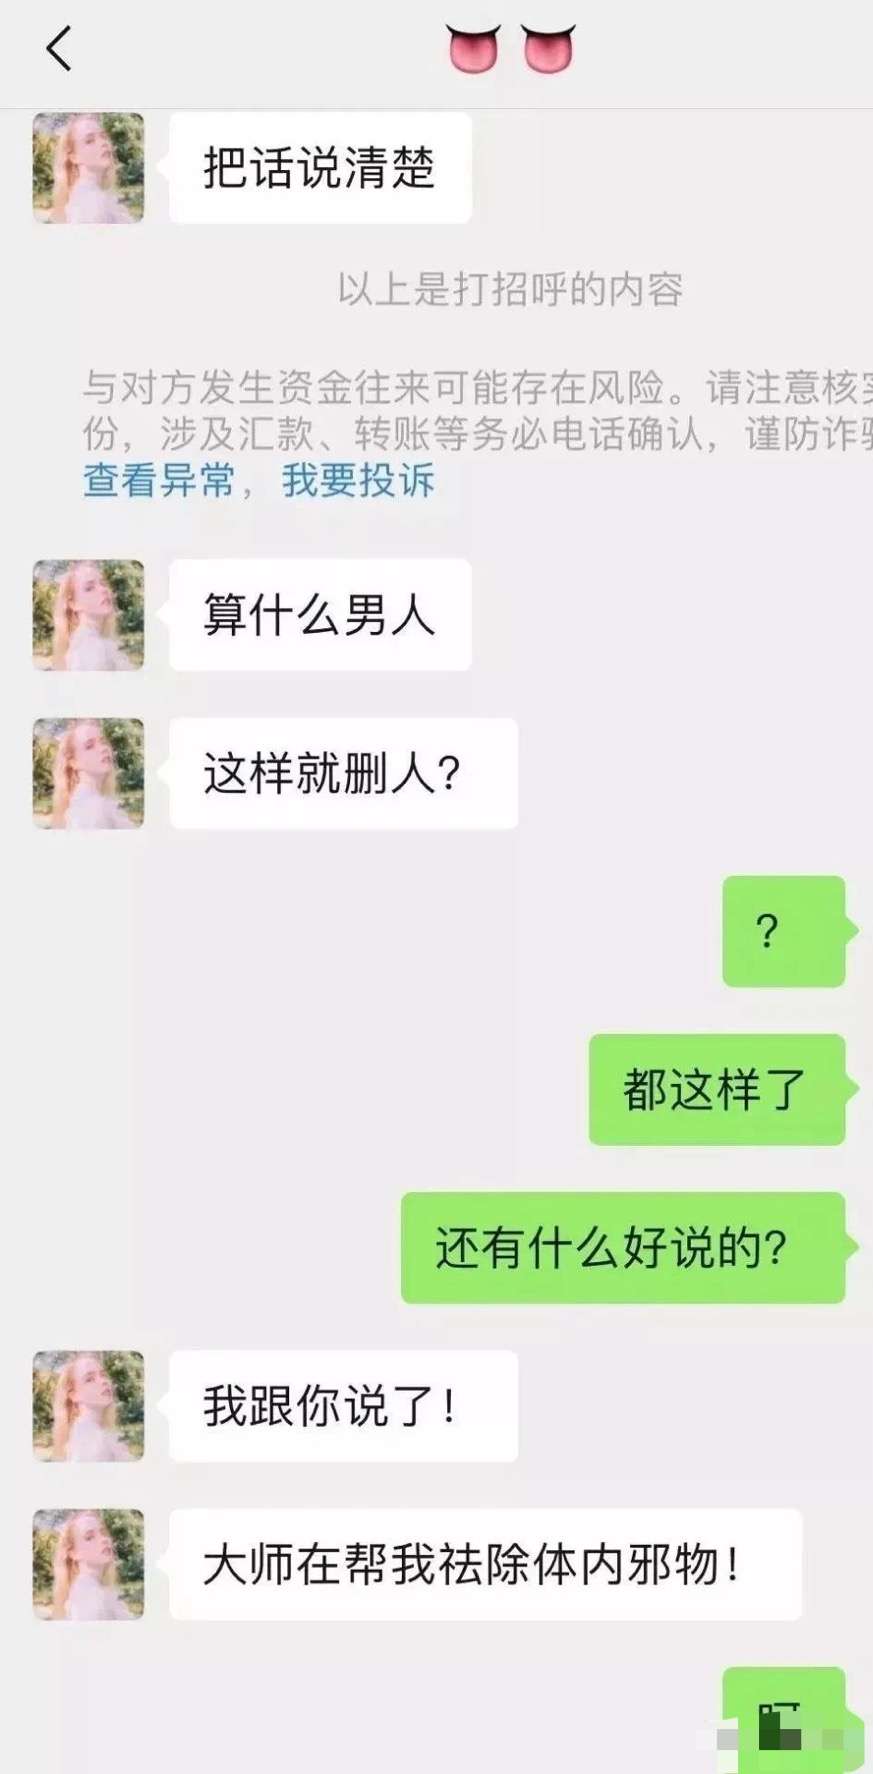 把话说清楚
以上是打招呼的内容
与对方发生资金往来可能存在风险。请注意核实
份，涉及汇款、转账等务必电话确认，谨防诈骗
查看异常，我要投诉
算什么男人
这样就删人？
？
都这样了
还有什么好说的？
我跟你说了！
大师在帮我祛除体内邪物！